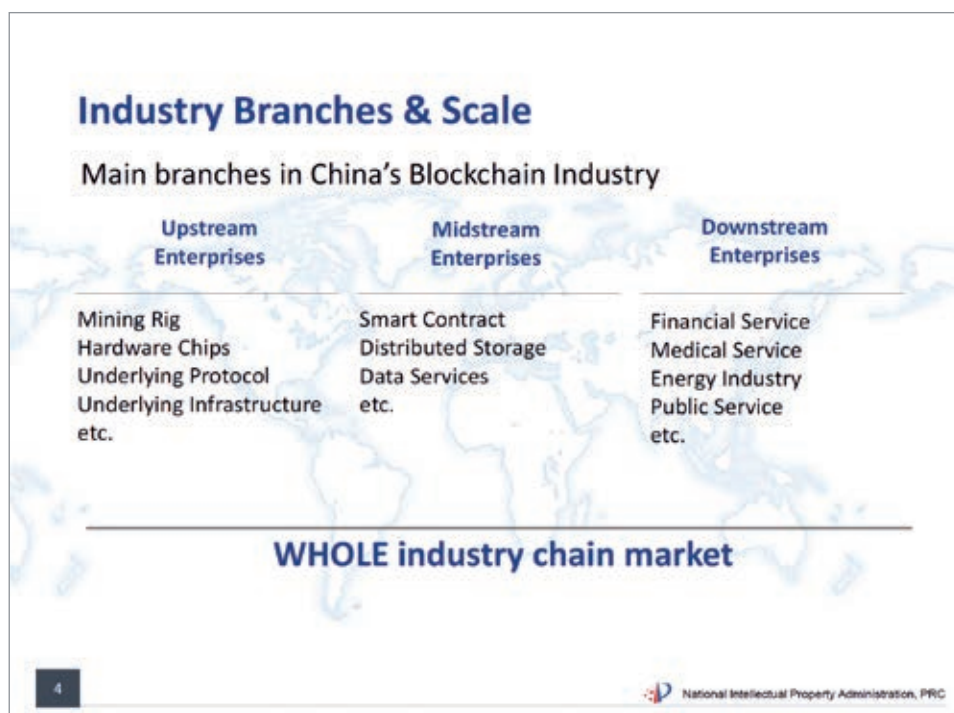 Industry Branches & Scale
Main branches in China's Blockchain Industry
Upstream
Enterprises
Mining Rig
Hardware Chips
Underlying Protocol
Underlying Infrastructure
etc.
Midstream
Enterprises
Smart Contract
Distributed Storage
Data Services
etc.
Downstream
Enterprises
Financial Service
Medical Service
Energy Industry
Public Service
etc.
WHOLE industry chain market
4
National Intellectual Property Administration, PRC